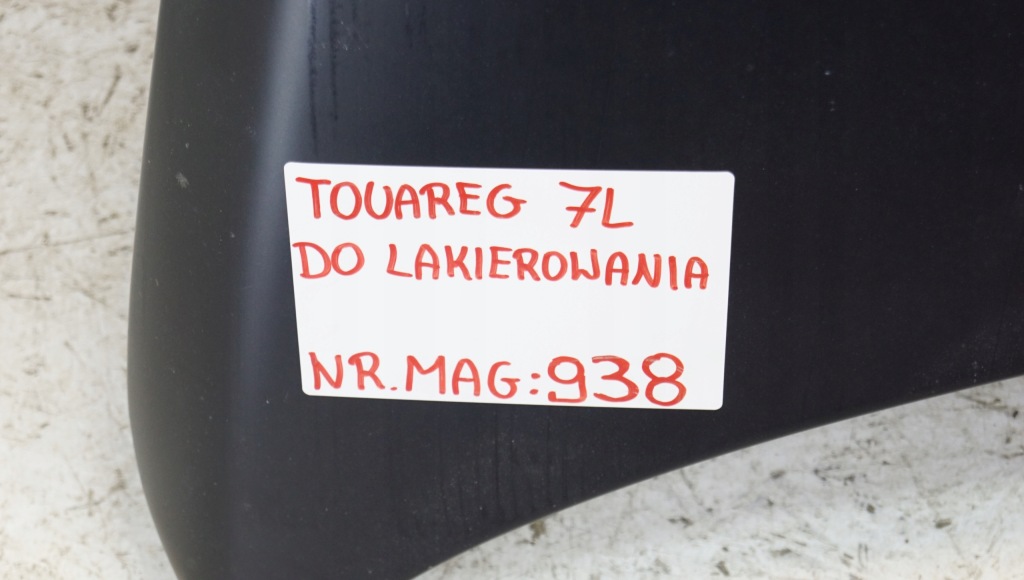 TOUAREG 7L
DO LAKIEROWANIA
NR.MAG:938